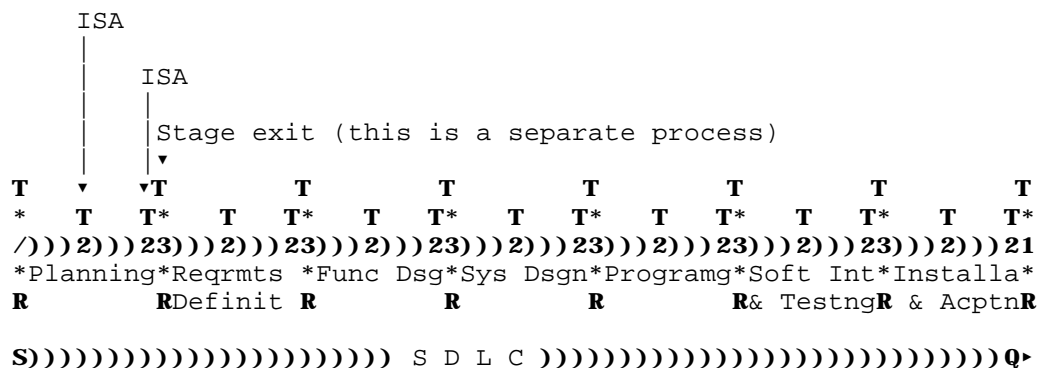 ISA
ISA
Stage exit (this is a separate process)
T T T T T T T T
* T T* T T* T T* T T* T T* T T* T T*
/)))2)))23)))2)))23)))2)))23)))2)))23)))2)))23)))2)))23)))2)))21
*Planning*Reqrmts *Func Dsg*Sys Dsgn*Programg*Soft Int*Installa*
R RDefinit R R R R& TestngR & AcptnR
S))))))))))))))))))))))) S D L C )))))))))))))))))))))))))))))Q